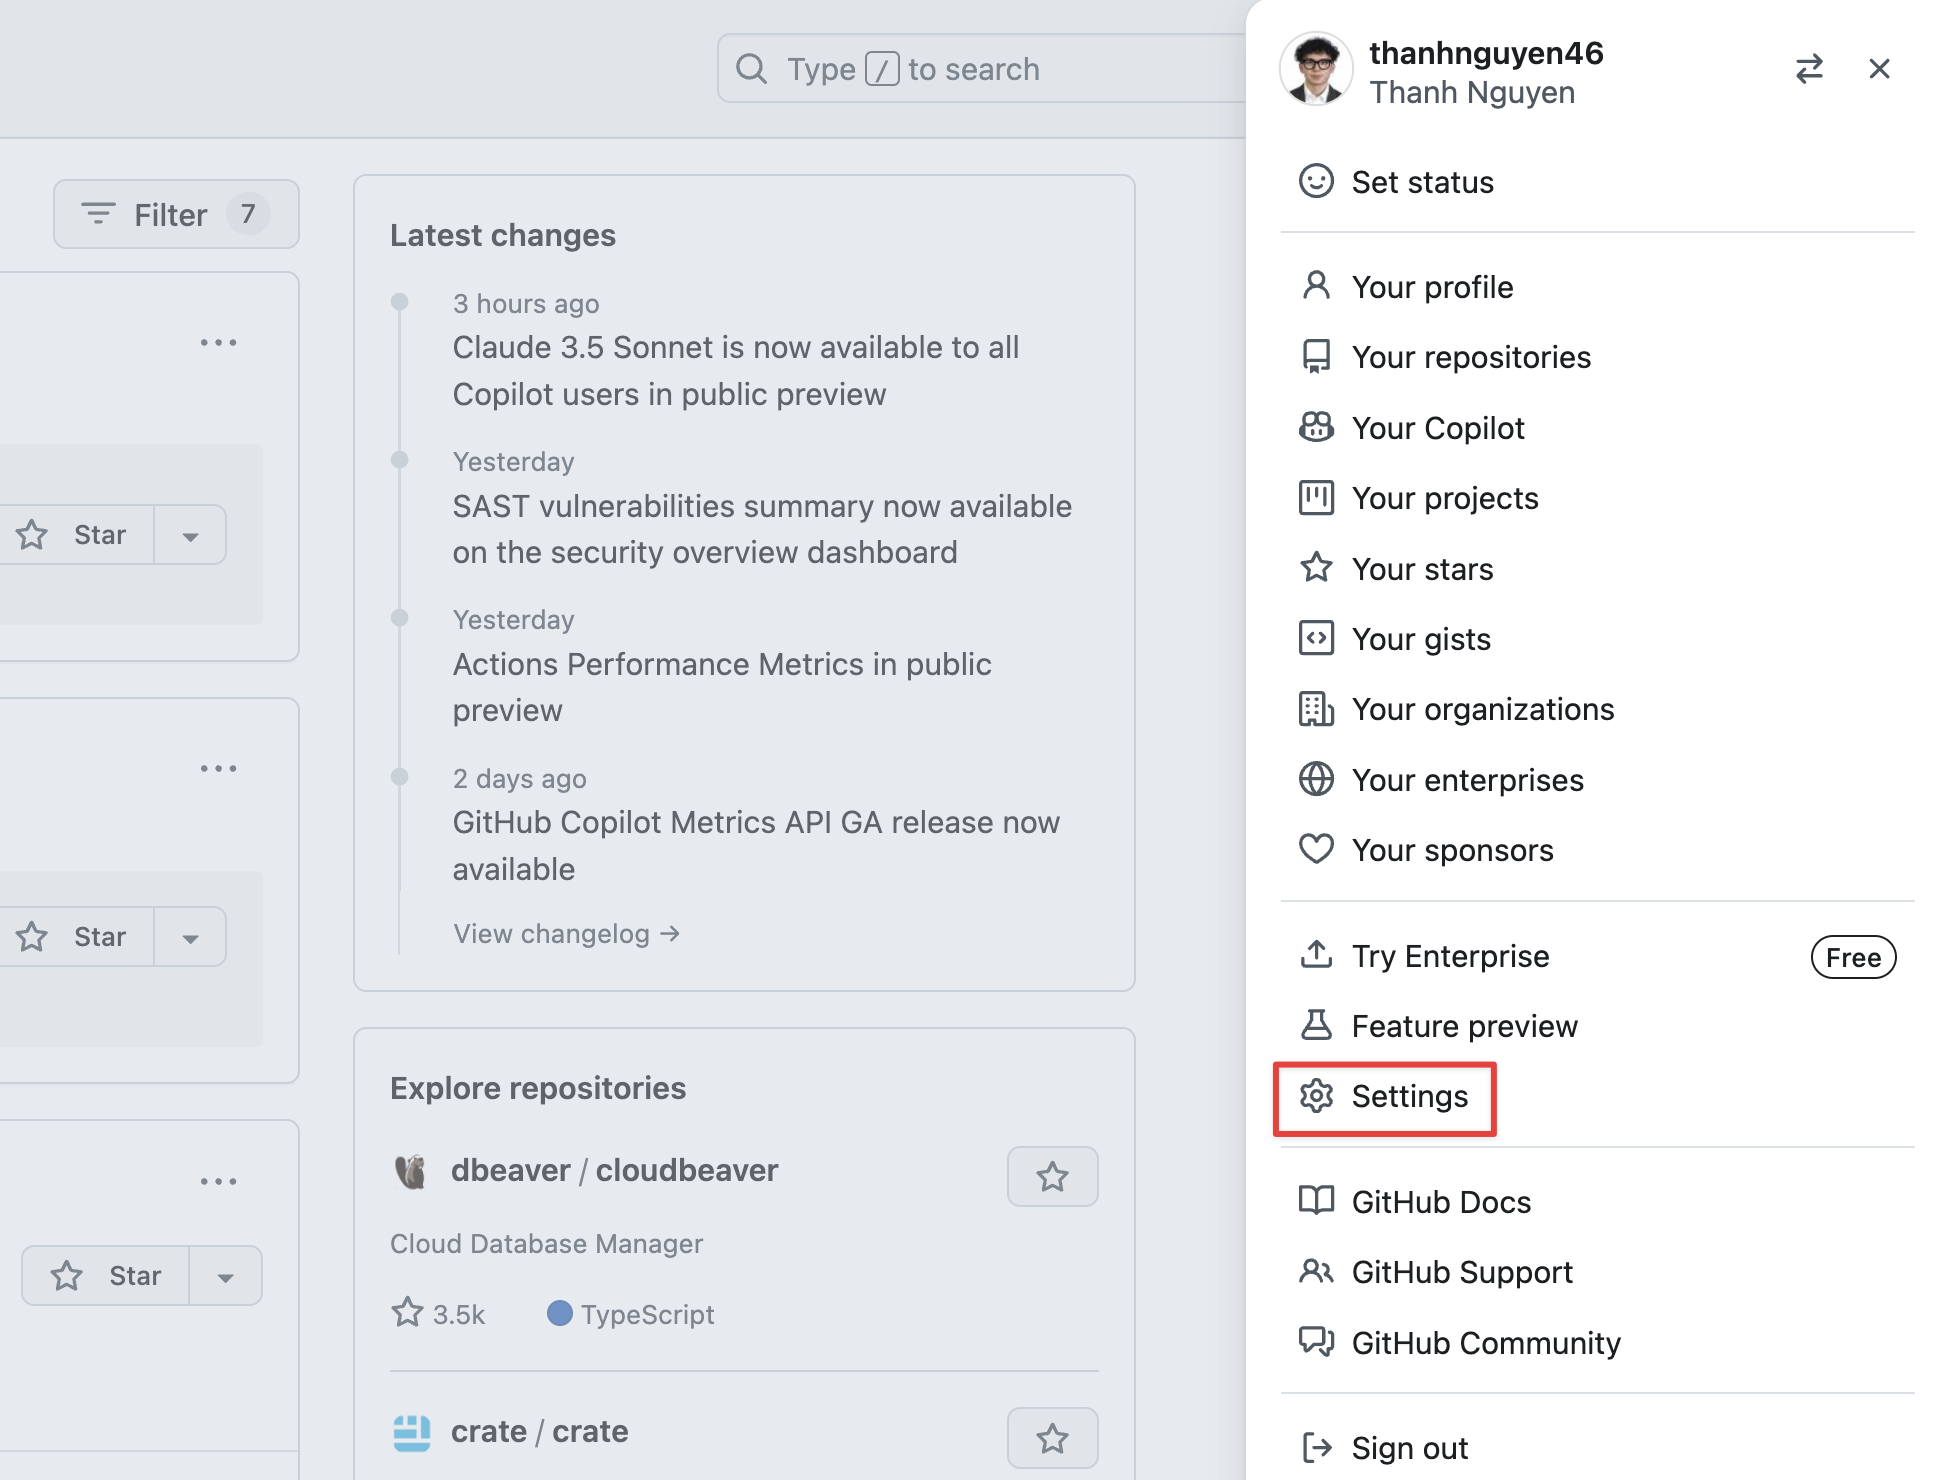 Type / to search
Filter 7
Star
Star
Star
Latest changes
3 hours ago
Claude 3.5 Sonnet is now available to all
Copilot users in public preview
Yesterday
SAST vulnerabilities summary now available
on the security overview dashboard
Yesterday
Actions Performance Metrics in public
preview
2 days ago
GitHub Copilot Metrics API GA release now
available
View changelog →
Explore repositories
dbeaver / cloudbeaver
Cloud Database Manager
3.5k TypeScript
crate / crate
thanhnguyen46
Thanh Nguyen
Set status
Your profile
Your repositories
Your Copilot
Your projects
Your stars
Your gists
Your organizations
Your enterprises
Your sponsors
Try Enterprise Free
Feature preview
Settings
GitHub Docs
GitHub Support
GitHub Community
Sign out